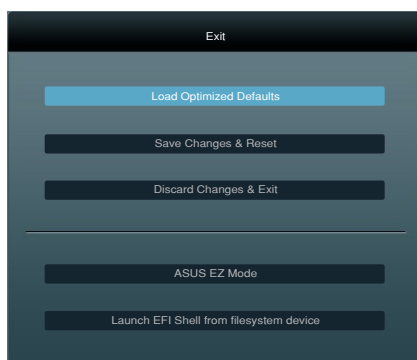 Exit
Load Optimized Defaults
Save Changes & Reset
Discard Changes & Exit
ASUS EZ Mode
Launch EFI Shell from filesystem device